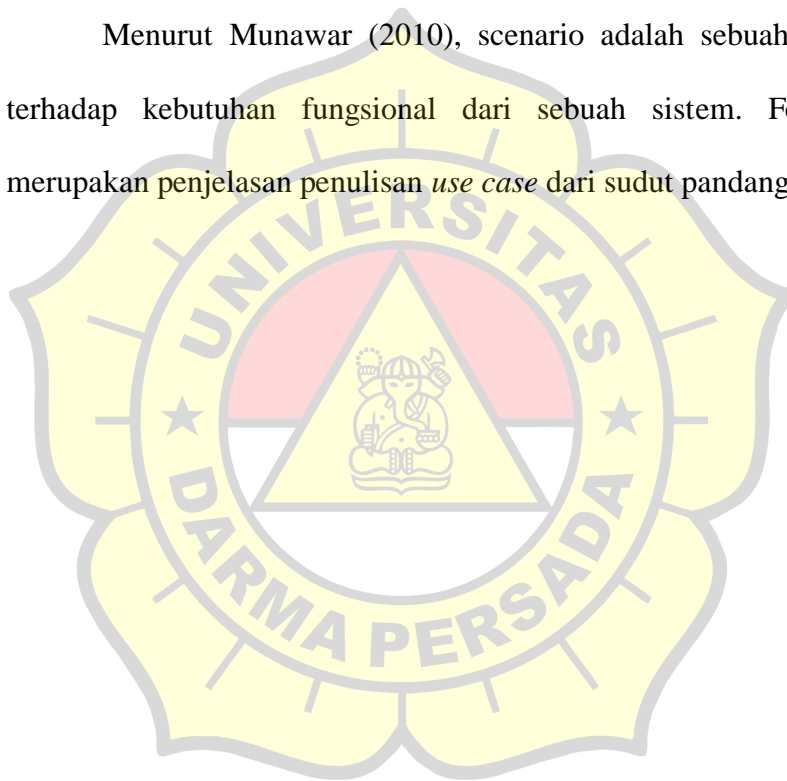 Menurut Munawar (2010), scenario adalah sebuah
terhadap kebutuhan fungsional dari sebuah sistem.
merupakan penjelasan penulisan use case dari sudut pandang
UNIVERSITAS
DARMA PERSADA